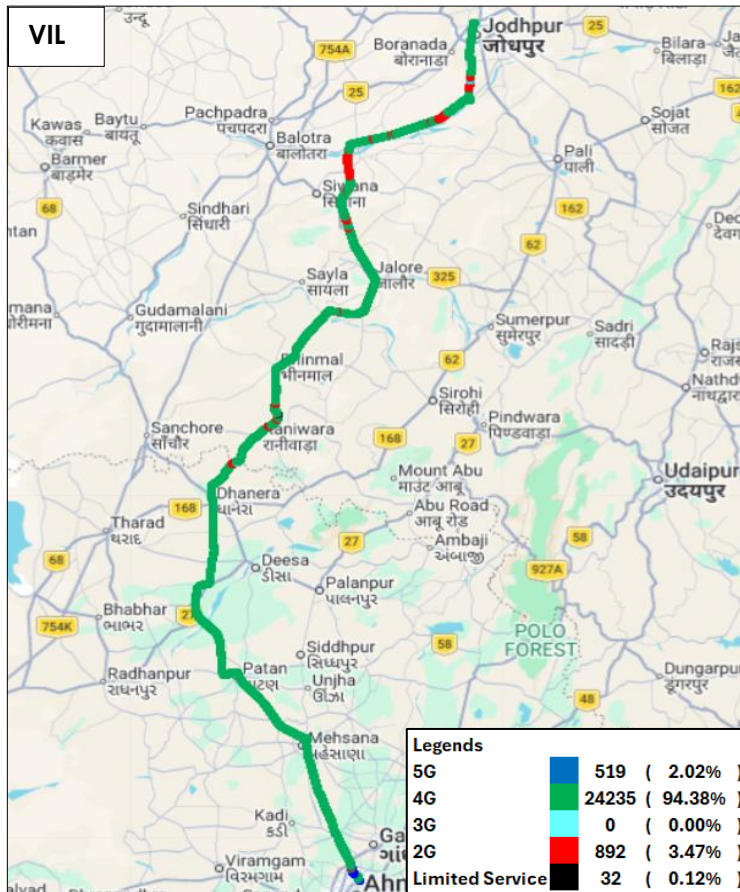 VIL
उन्दू
Jodhpur
जोधपुर
25
754A
Boranada
बोरानाडा
Bilara
बिलाड़ा
25
162
Pachpadra
पचपदरा
Sojat
सोजत
Kawas
कवास
Baytu
बायतू
Balotra
बालोतरा
Pali
पाली
Barmer
बाड़मेर
Siwana
68
162
Sindhari
सिंधारी
62
Jalore
जालौर
325
Sayla
सायला
Gudamalani
गुदामालानी
Sumerpur
सुमेरपुर
Sadri
सादड़ी
62
भीनमाल
Sirohi
सिरोही
Pindwara
पिण्डवाड़ा
Sanchore
साँचौर
रानीवाड़ा
168
27
Mount Abu
माउंट आबू
Udaipur
उदयपुर
Dhanera
ધાનેરા
168
Abu Road
आबू रोड
Tharad
થરાદ
27
Ambaji
અંબાજી
58
68
Deesa
ડીસા
927A
Palanpur
પાલનપુર
Bhabhar
ભાભર
27
754K
POLO
FOREST
58
Siddhpur
સિધ્ધપુર
Radhanpur
રાધનપુર
Patan
પાટણ
Unjha
ઊંઝા
Dungarpur
डूंगरपुर
48
Mehsana
મહેસાણા
Kadi
કડી
Viramgam
વિરમગામ
Legends
5G 519 ( 2.02% )
4G 24235 ( 94.38% )
3G 0 ( 0.00% )
2G 892 ( 3.47% )
Limited Service 32 ( 0.12% )